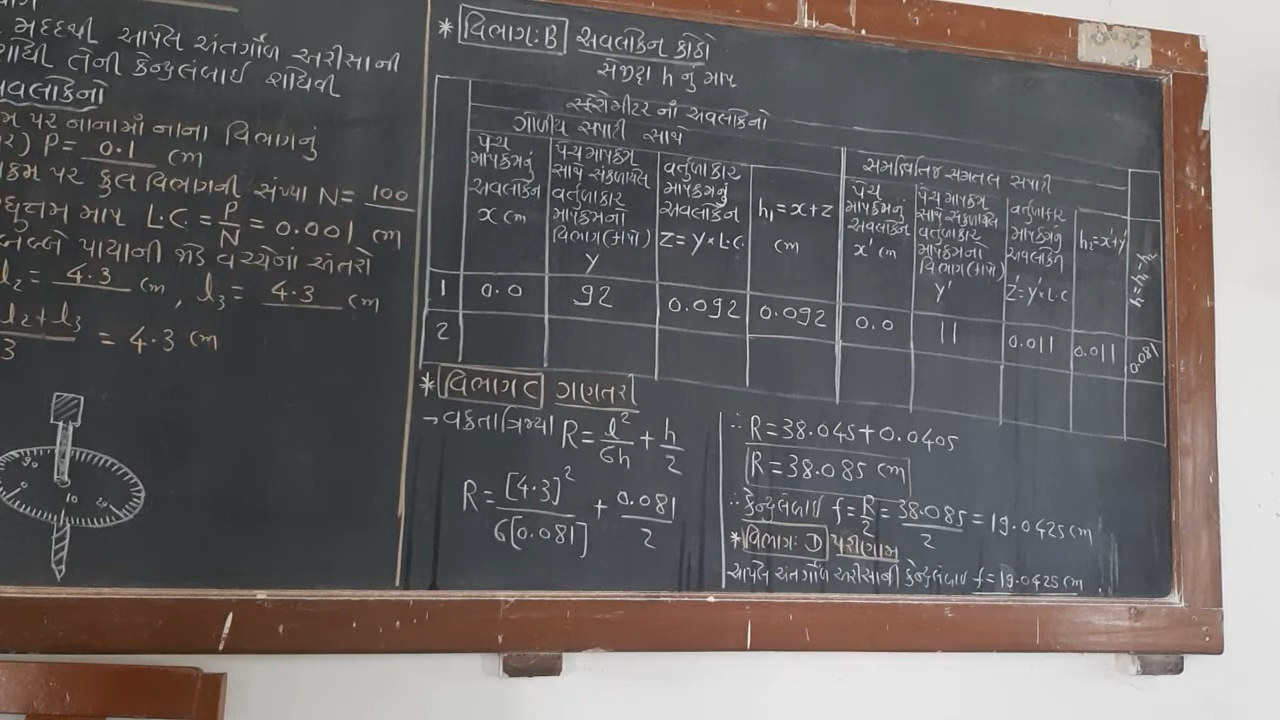 મદદથી આપેલ અંતર્ગોળ અરીસાની
શોધી તેની કેન્દ્રલંબાઈ શોધવી
અવલોકનો
પર નાનામાં નાના વિભાગનું
P = 0.1 cm
ક્રમ પર કુલ વિભાગની સંખ્યા N = 100
લઘુત્તમ માપ L.C = P/N = 0.001 cm
બબ્બે પાયાની જોડ વચ્ચેનાં અંતરો
l2 = 4.3 cm, l3 = 4.3 cm
l2 + l3 / 3 = 4.3 cm
90 0 10 20
* વિભાગ: B અવલોકન કોઠો
h નું માપ
સ્ફેરોમીટરનાં અવલોકનો
ગોળીય સપાટી સાથે
સમક્ષિતિજ સમતલ સપાટી
પેચ માપક્રમનું અવલોકન x cm
પેચમાપક્રમ સાથે સંકળાયેલ વર્તુળાકાર માપક્રમનો વિભાગ(કાપો) y
વર્તુળાકાર માપક્રમનું અવલોકન z = y × L.C.
h1 = x + z cm
પેચ માપક્રમનું અવલોકન x' cm
પેચ માપક્રમ સાથે સંકળાયેલ વર્તુળાકાર માપક્રમનો વિભાગ(કાપો) y'
વર્તુળાકાર માપક્રમનું અવલોકન z' = y' × L.C
h2 = x' + y'
h = h1 - h2
1 0.0 92 0.092 0.092 0.0 11 0.011 0.011 0.081
2
* વિભાગ C ગણતરી
→ વક્રતાત્રિજ્યા R = l²/6h + h/2
R = [4.3]²/6[0.081] + 0.081/2
∴ R = 38.045 + 0.0405
R = 38.085 cm
∴ કેન્દ્રલંબાઈ f = R/2 = 38.085/2 = 19.0425 cm
* વિભાગ: D પરીણામ
આપેલ અંતર્ગોળ અરીસાની કેન્દ્રલંબાઈ f = 19.0425 cm